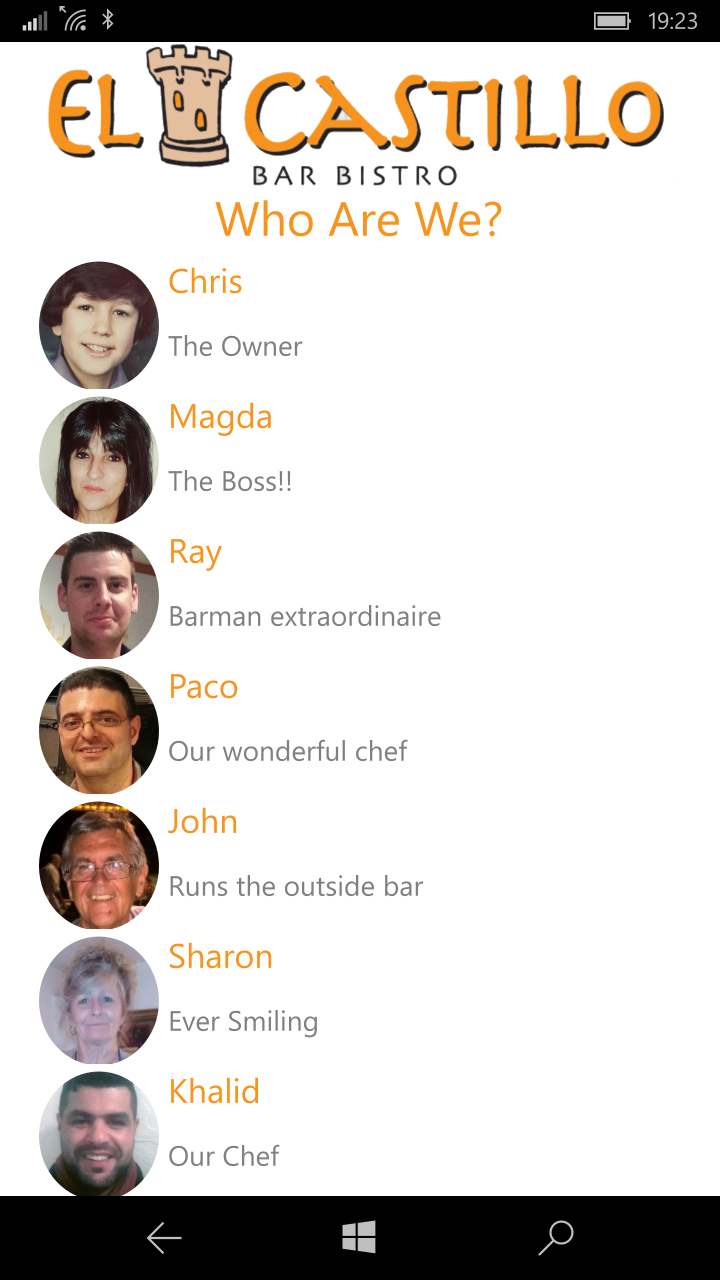 19:23
EL CASTILLO
BAR BISTRO
Who Are We?
Chris
The Owner
Magda
The Boss!!
Ray
Barman extraordinaire
Paco
Our wonderful chef
John
Runs the outside bar
Sharon
Ever Smiling
Khalid
Our Chef